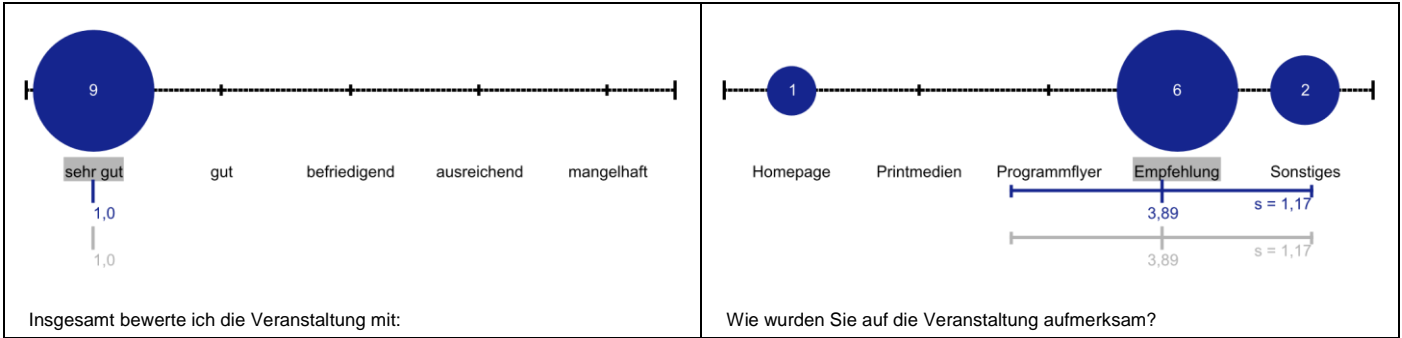 9
sehr gut gut befriedigend ausreichend mangelhaft
1,0
1,0
Insgesamt bewerte ich die Veranstaltung mit:
1 6 2
Homepage Printmedien Programmflyer Empfehlung Sonstiges
3,89 s = 1,17
3,89 s = 1,17
Wie wurden Sie auf die Veranstaltung aufmerksam?